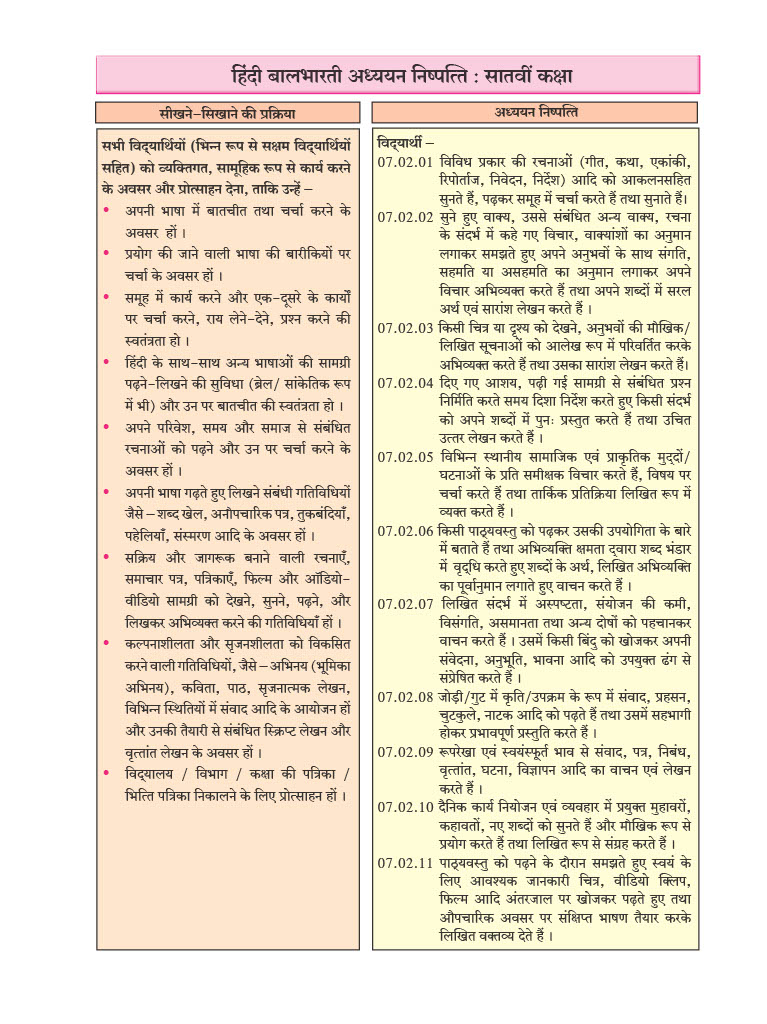 हिंदी बालभारती अध्ययन निष्पत्ति : सातवीं कक्षा
सीखने-सिखाने की प्रक्रिया
सभी विद्‍यार्थियों (भिन्न रूप से सक्षम विद्‍यार्थियों
सहित) को व्यक्तिगत, सामूहिक रूप से कार्य करने
के अवसर और प्रोत्साहन देना, ताकि उन्हें –
• अपनी भाषा में बातचीत तथा चर्चा करने के
अवसर हों ।
• प्रयोग की जाने वाली भाषा की बारीकियों पर
चर्चा के अवसर हों ।
• समूह में कार्य करने और एक-दूसरे के कार्यों
पर चर्चा करने, राय लेने-देने, प्रश्न करने की
स्वतंत्रता हो ।
• हिंदी के साथ-साथ अन्य भाषाओं की सामग्री
पढ़ने-लिखने की सुविधा (ब्रेल/ सांकेतिक रूप
में भी) और उन पर बातचीत की स्वतंत्रता हो ।
• अपने परिवेश, समय और समाज से संबंधित
रचनाओं को पढ़ने और उन पर चर्चा करने के
अवसर हों ।
• अपनी भाषा गढ़ते हुए लिखने संबंधी गतिविधियों
जैसे – शब्द खेल, अनौपचारिक पत्र, तुकबंदियाँ,
पहेलियाँ, संस्मरण आदि के अवसर हों ।
• सक्रिय और जागरूक बनाने वाली रचनाएँ,
समाचार पत्र, पत्रिकाएँ, फिल्म और ऑडियो-
वीडियो सामग्री को देखने, सुनने, पढ़ने, और
लिखकर अभिव्यक्त करने की गतिविधियाँ हों ।
• कल्पनाशीलता और सृजनशीलता को विकसित
करने वाली गतिविधियों, जैसे – अभिनय (भूमिका
अभिनय), कविता, पाठ, सृजनात्मक लेखन,
विभिन्न स्थितियों में संवाद आदि के आयोजन हों
और उनकी तैयारी से संबंधित स्क्रिप्ट लेखन और
वृत्तांत लेखन के अवसर हों ।
• विद्‍यालय / विभाग / कक्षा की पत्रिका /
भित्ति पत्रिका निकालने के लिए प्रोत्साहन हों ।
अध्ययन निष्पत्ति
विद्‍यार्थी –
07.02.01 विविध प्रकार की रचनाओं (गीत, कथा, एकांकी,
रिपोर्ताज, निवेदन, निर्देश) आदि को आकलनसहित
सुनते हैं, पढ़कर समूह में चर्चा करते हैं तथा सुनाते हैं।
07.02.02 सुने हुए वाक्य, उससे संबंधित अन्य वाक्य, रचना
के संदर्भ में कहे गए विचार, वाक्यांशों का अनुमान
लगाकर समझते हुए अपने अनुभवों के साथ संगति,
सहमति या असहमति का अनुमान लगाकर अपने
विचार अभिव्यक्त करते हैं तथा अपने शब्दों में सरल
अर्थ एवं सारांश लेखन करते हैं ।
07.02.03 किसी चित्र या दृश्य को देखने, अनुभवों की मौखिक/
लिखित सूचनाओं को आलेख रूप में परिवर्तित करके
अभिव्यक्त करते हैं तथा उसका सारांश लेखन करते हैं।
07.02.04 दिए गए आशय, पढ़ी गई सामग्री से संबंधित प्रश्न
निर्मिति करते समय दिशा निर्देश करते हुए किसी संदर्भ
को अपने शब्दों में पुनः प्रस्तुत करते हैं तथा उचित
उत्तर लेखन करते हैं ।
07.02.05 विभिन्न स्थानीय सामाजिक एवं प्राकृतिक मुद्‍दों/
घटनाओं के प्रति समीक्षक विचार करते हैं, विषय पर
चर्चा करते हैं तथा तार्किक प्रतिक्रिया लिखित रूप में
व्यक्त करते हैं ।
07.02.06 किसी पाठ्‍यवस्तु को पढ़कर उसकी उपयोगिता के बारे
में बताते हैं तथा अभिव्यक्ति क्षमता द्‍वारा शब्द भंडार
में वृद्‍धि करते हुए शब्दों के अर्थ, लिखित अभिव्यक्ति
का पूर्वानुमान लगाते हुए वाचन करते हैं ।
07.02.07 लिखित संदर्भ में अस्पष्टता, संयोजन की कमी,
विसंगति, असमानता तथा अन्य दोषों को पहचानकर
वाचन करते हैं । उसमें किसी बिंदु को खोजकर अपनी
संवेदना, अनुभूति, भावना आदि को उपयुक्त ढंग से
संप्रेषित करते हैं ।
07.02.08 जोड़ी/गुट में कृति/उपक्रम के रूप में संवाद, प्रहसन,
चुटकुले, नाटक आदि को पढ़ते हैं तथा उसमें सहभागी
होकर प्रभावपूर्ण प्रस्तुति करते हैं ।
07.02.09 रूपरेखा एवं स्वयंस्फूर्त भाव से संवाद, पत्र, निबंध,
वृत्तांत, घटना, विज्ञापन आदि का वाचन एवं लेखन
करते हैं ।
07.02.10 दैनिक कार्य नियोजन एवं व्यवहार में प्रयुक्त मुहावरों,
कहावतों, नए शब्दों को सुनते हैं और मौखिक रूप से
प्रयोग करते हैं तथा लिखित रूप से संग्रह करते हैं ।
07.02.11 पाठ्‍यवस्तु को पढ़ने के दौरान समझते हुए स्वयं के
लिए आवश्यक जानकारी चित्र, वीडियो क्लिप,
फिल्म आदि अंतरजाल पर खोजकर पढ़ते हुए तथा
औपचारिक अवसर पर संक्षिप्त भाषण तैयार करके
लिखित वक्तव्य देते हैं ।